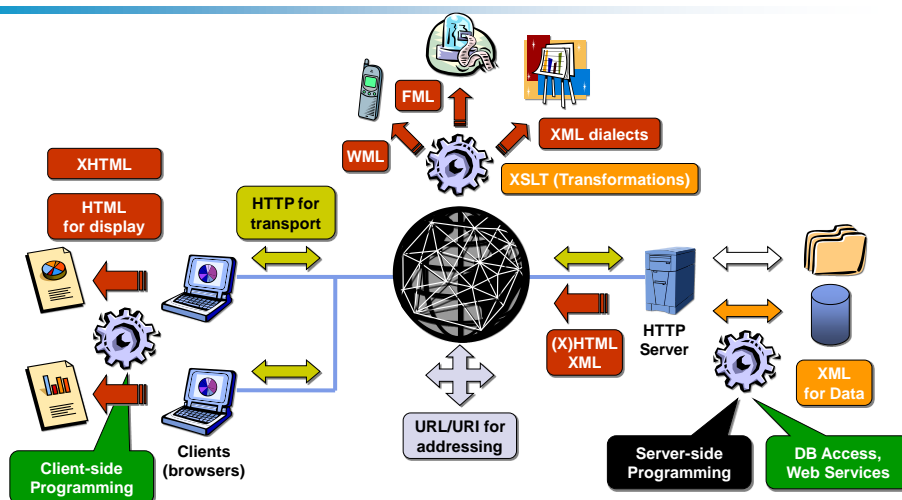 FML
WML
XML dialects
XSLT (Transformations)
XHTML
HTML
for display
HTTP for
transport
(X)HTML
XML
HTTP
Server
XML
for Data
URL/URI for
addressing
Clients
(browsers)
Client-side
Programming
Server-side
Programming
DB Access,
Web Services